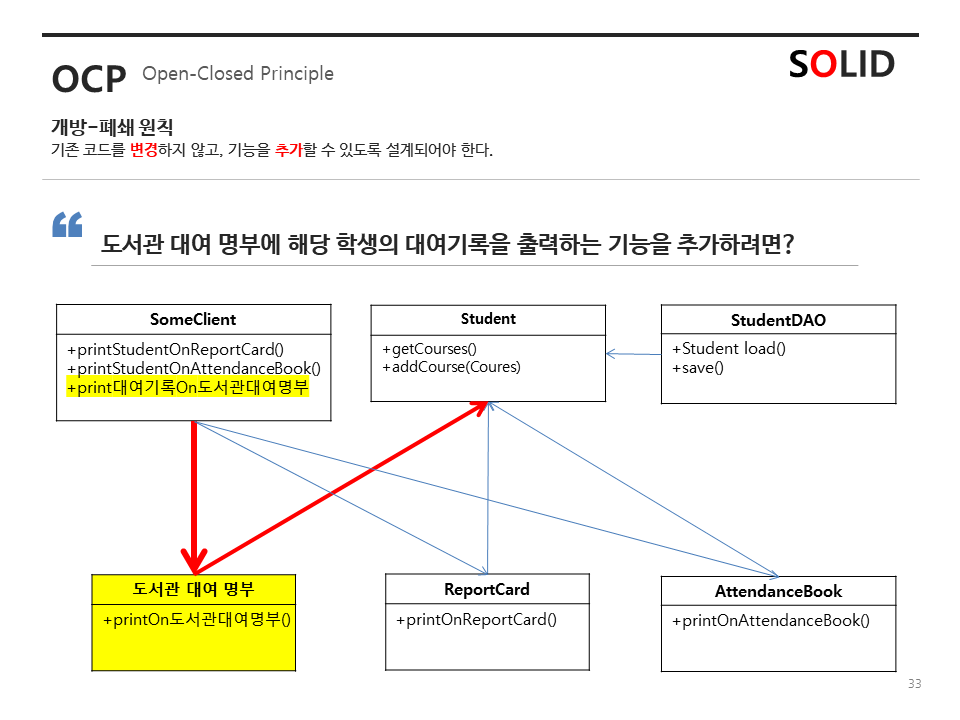 OCP Open-Closed Principle
SOLID
개방-폐쇄 원칙
기존 코드를 변경하지 않고, 기능을 추가할 수 있도록 설계되어야 한다.
“
도서관 대여 명부에 해당 학생의 대여기록을 출력하는 기능을 추가하려면?
SomeClient
+printStudentOnReportCard()
+printStudentOnAttendanceBook()
+print대여기록On도서관대여명부
Student
+getCourses()
+addCourse(Coures)
StudentDAO
+Student load()
+save()
도서관 대여 명부
+printOn도서관대여명부()
ReportCard
+printOnReportCard()
AttendanceBook
+printOnAttendanceBook()
33